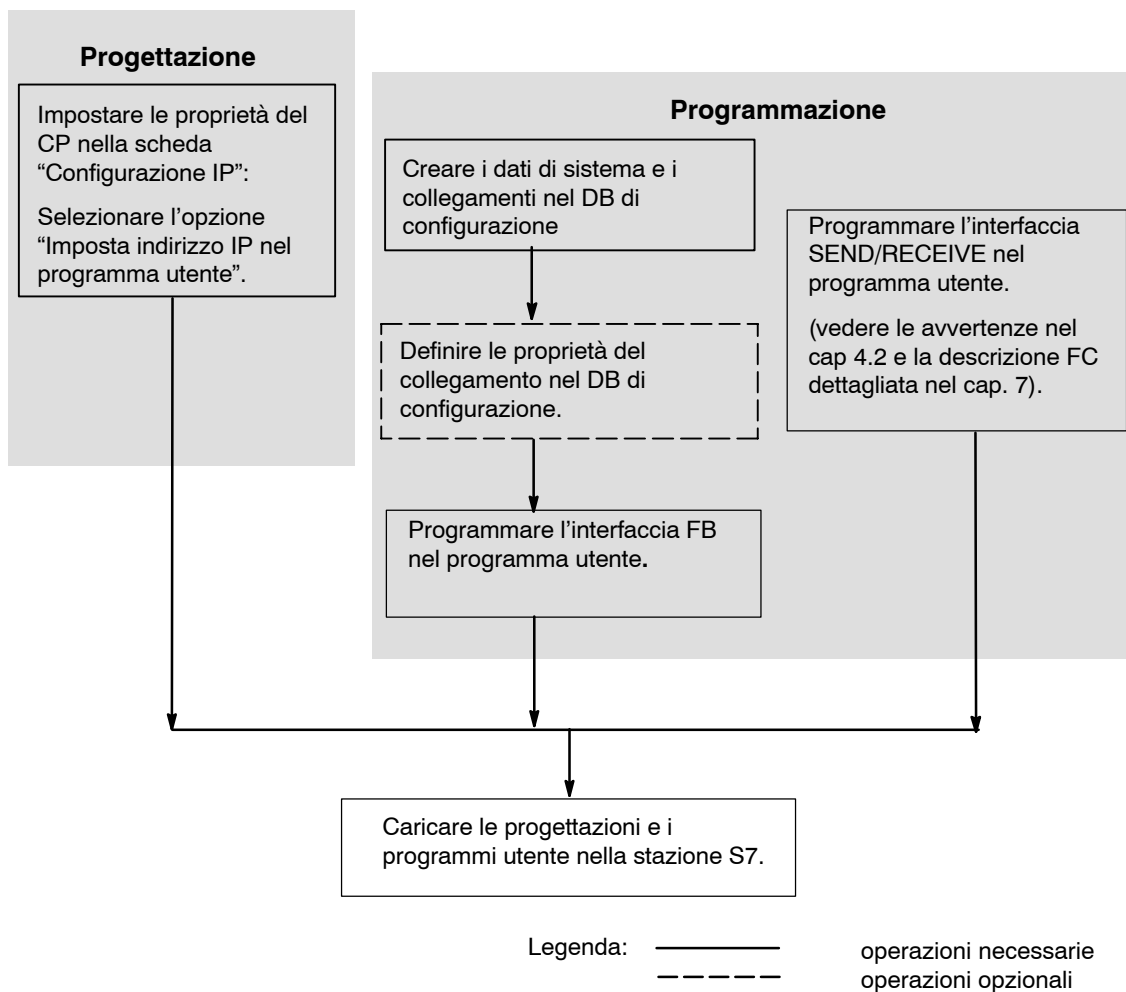 Progettazione
Impostare le proprietà del
CP nella scheda
“Configurazione IP”:
Selezionare l’opzione
“Imposta indirizzo IP nel
programma utente”.
Programmazione
Creare i dati di sistema e i
collegamenti nel DB di
configurazione
Definire le proprietà del
collegamento nel DB di
configurazione.
Programmare l’interfaccia FB
nel programma utente.
Programmare l’interfaccia
SEND/RECEIVE nel
programma utente.
(vedere le avvertenze nel
cap 4.2 e la descrizione FC
dettagliata nel cap. 7).
Caricare le progettazioni e i
programmi utente nella stazione S7.
Legenda:
operazioni necessarie
operazioni opzionali